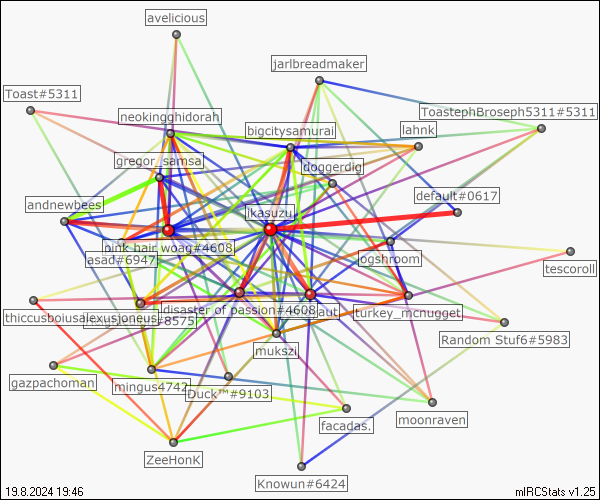 avelicious
jarlbreadmaker
Toast#5311
ToastephBroseph5311#5311
neokingghidorah
bigcitysamurai
lahnk
gregor_samsa_
doggerdig
default#0617
andnewbees
ikasuzu
pink hair woag#4608
asad#6947
ogshroom
tescoroll
disaster of passion#4608
thiccusboiusalexusjoneus
#8575
aut
turkey_mcnugget
Random Stuf6#5983
mukszi
gazpachoman
mingus4742
Duck™#9103
moonraven
facadas.
ZeeHonK
Knowun#6424
19.8.2024 19:46
mIRCStats v1.25